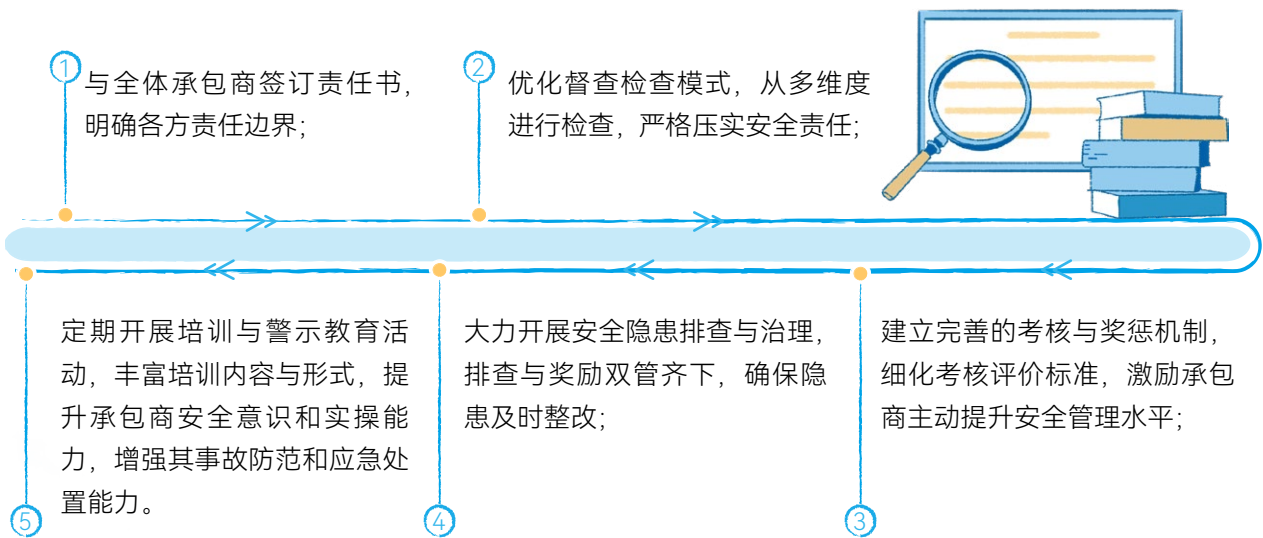 1
与全体承包商签订责任书，
明确各方责任边界；
2
优化督查检查模式，从多维度
进行检查，严格压实安全责任；
3
建立完善的考核与奖惩机制，
细化考核评价标准，激励承包
商主动提升安全管理水平；
4
大力开展安全隐患排查与治理，
排查与奖励双管齐下，确保隐
患及时整改；
5
定期开展培训与警示教育活
动，丰富培训内容与形式，提
升承包商安全意识和实操能
力，增强其事故防范和应急处
置能力。